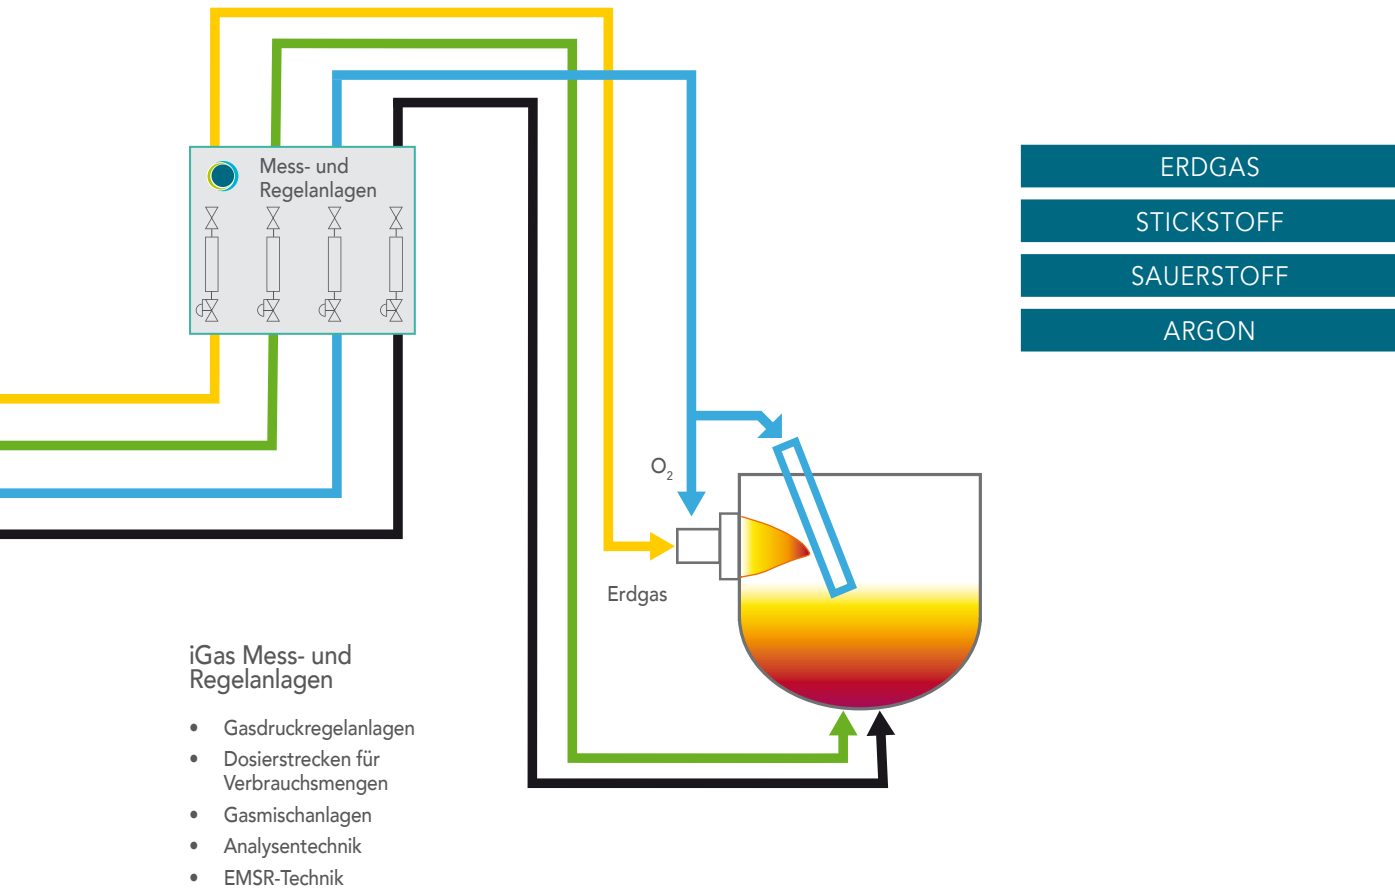 Mess- und
Regelanlagen
ERDGAS
STICKSTOFF
SAUERSTOFF
ARGON
O₂
Erdgas
iGas Mess- und
Regelanlagen
• Gasdruckregelanlagen
• Dosierstrecken für
Verbrauchsmengen
• Gasmischanlagen
• Analysentechnik
• EMSR-Technik